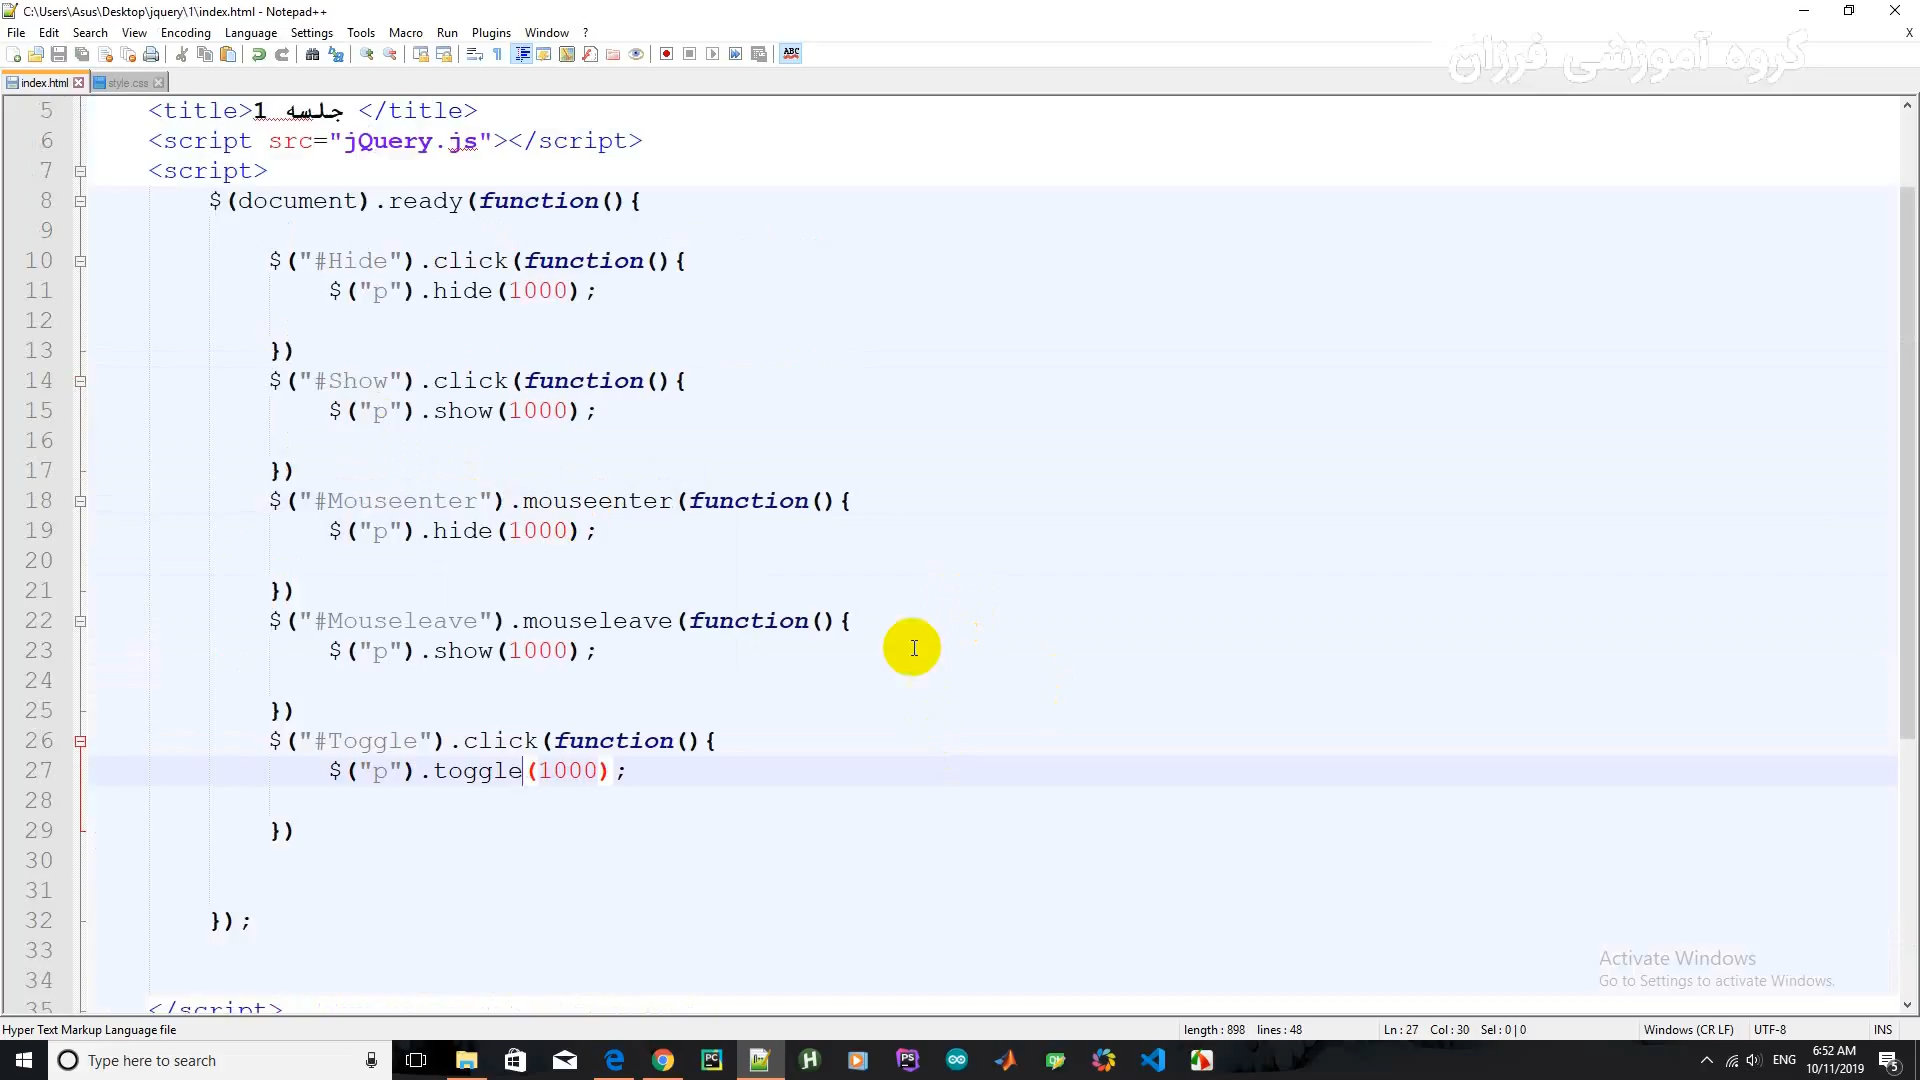 C:\Users\Asus\Desktop\jquery\1\index.html - Notepad++
File Edit Search View Encoding Language Settings Tools Macro Run Plugins Window ? X
ABC
کروه آموزشی فرزان
index.html style.css
5 <title>1 جلسه </title>
6 <script src="jQuery.js"></script>
7 <script>
8 $(document).ready(function(){
9
10 $("#Hide").click(function(){
11 $("p").hide(1000);
12
13 })
14 $("#Show").click(function(){
15 $("p").show(1000);
16
17 })
18 $("#Mouseenter").mouseenter(function(){
19 $("p").hide(1000);
20
21 })
22 $("#Mouseleave").mouseleave(function(){
23 $("p").show(1000);
24
25 })
26 $("#Toggle").click(function(){
27 $("p").toggle(1000);
28
29 })
30
31
32 });
33
34
35 </script>
Activate Windows
Go to Settings to activate Windows.
Hyper Text Markup Language file length : 898 lines : 48 Ln : 27 Col : 30 Sel : 0 | 0 Windows (CR LF) UTF-8 INS
Type here to search
ENG
6:52 AM
10/11/2019
5